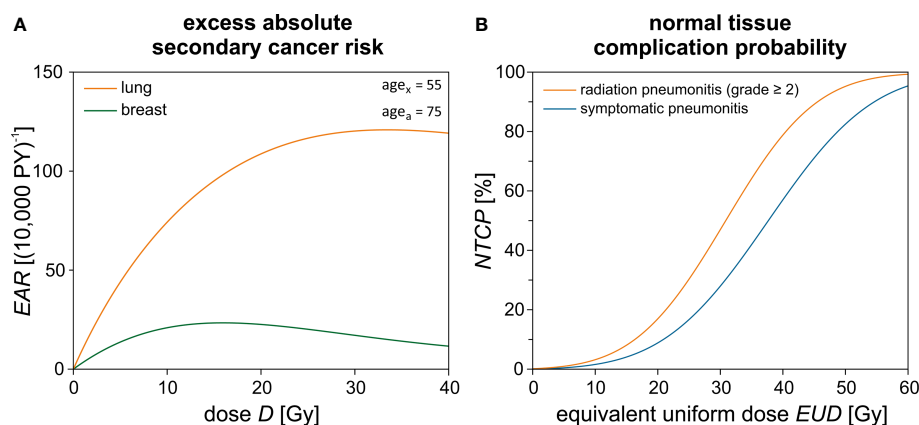 A
excess absolute
secondary cancer risk
150
100
50
0
0
10
20
30
40
EAR [(10,000 PY)⁻¹]
dose D [Gy]
lung
breast
ageₓ = 55
ageₐ = 75
B
normal tissue
complication probability
100
80
60
40
20
0
0
10
20
30
40
50
60
NTCP [%]
equivalent uniform dose EUD [Gy]
radiation pneumonitis (grade ≥ 2)
symptomatic pneumonitis